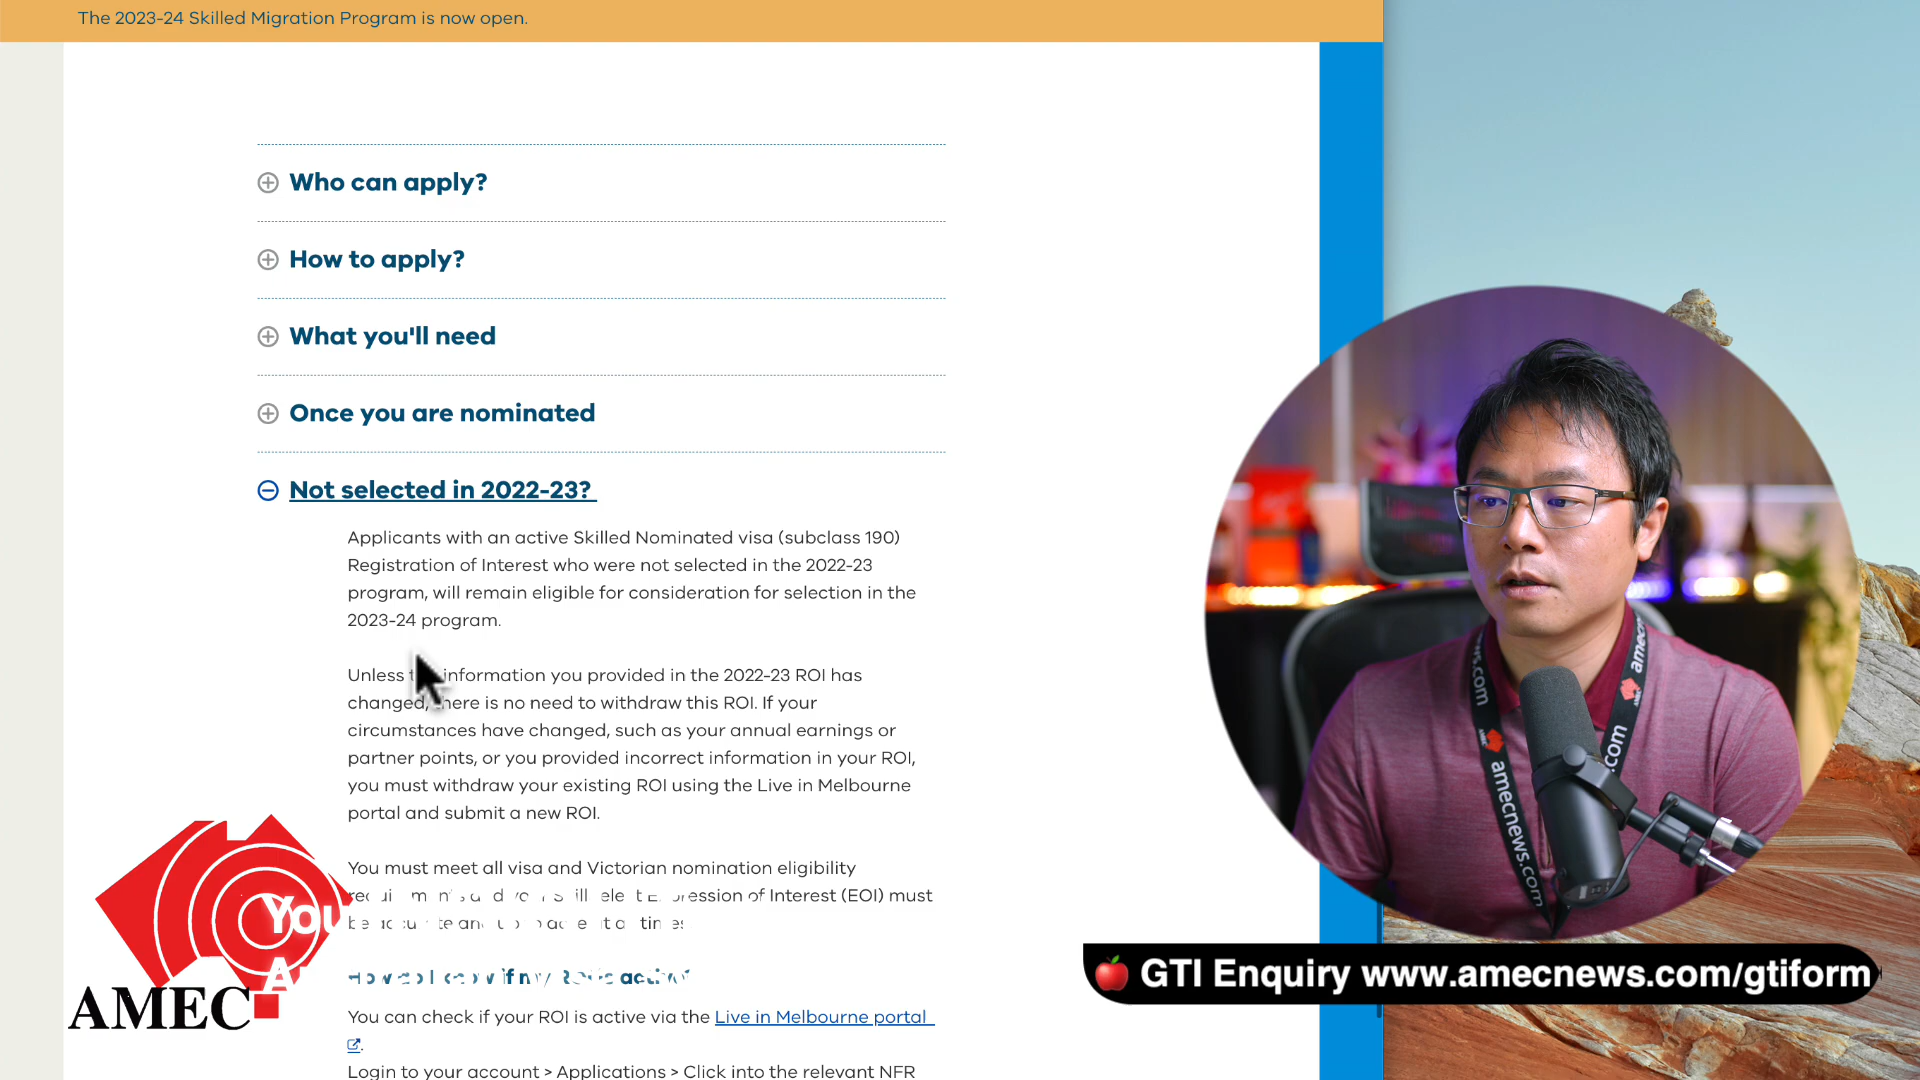 The 2023-24 Skilled Migration Program is now open.
Who can apply?
How to apply?
What you'll need
Once you are nominated
Not selected in 2022-23?
Applicants with an active Skilled Nominated visa (subclass 190)
Registration of Interest who were not selected in the 2022-23
program, will remain eligible for consideration for selection in the
2023-24 program.
Unless information you provided in the 2022-23 ROI has
changed, there is no need to withdraw this ROI. If your
circumstances have changed, such as your annual earnings or
partner points, or you provided incorrect information in your ROI,
you must withdraw your existing ROI using the Live in Melbourne
portal and submit a new ROI.
You must meet all visa and Victorian nomination eligibility
of Interest (EOI) must
You can check if your ROI is active via the Live in Melbourne portal
.
Login to your account > Applications > Click into the relevant NFR
AMEC
GTI Enquiry www.amecnews.com/gtiform
amecnews.com
AMEC